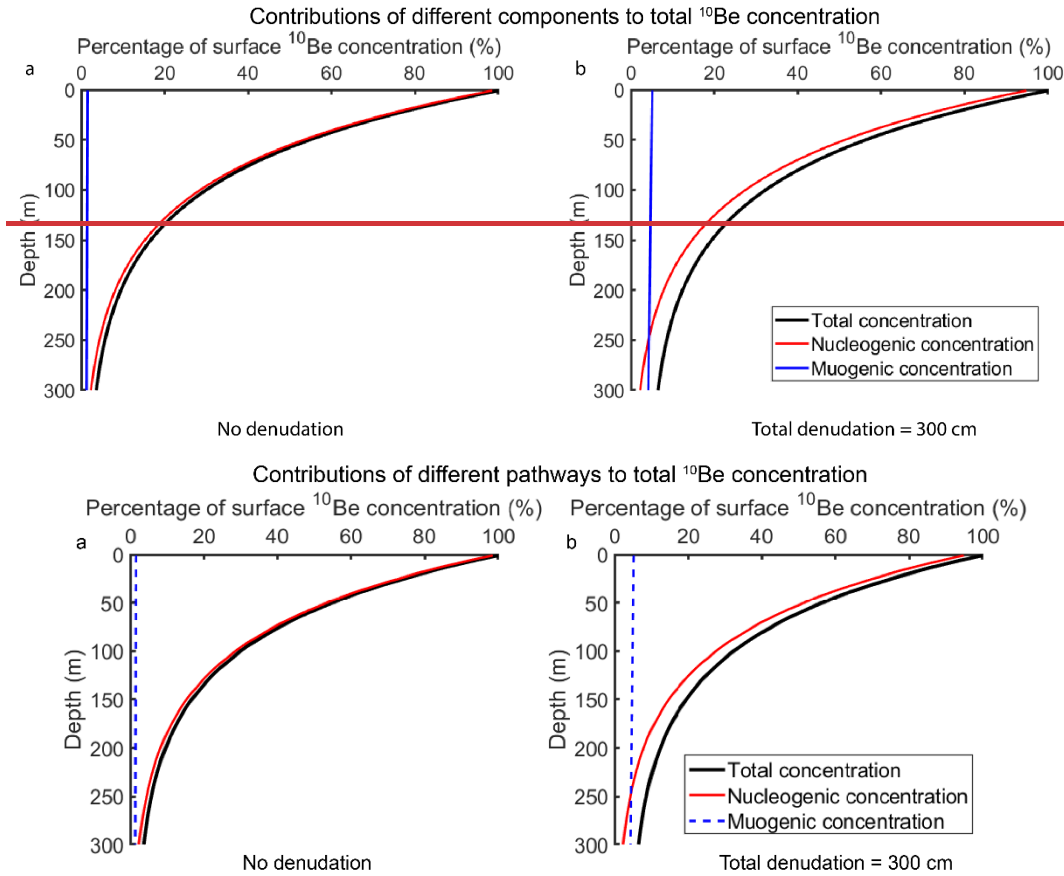 Contributions of different components to total ¹⁰Be concentration
Percentage of surface ¹⁰Be concentration (%)
a
0 20 40 60 80 100
0
50
100
150
200
250
300
Depth (m)
No denudation
Percentage of surface ¹⁰Be concentration (%)
b
0 20 40 60 80 100
0
50
100
150
200
250
300
Depth (m)
Total concentration
Nucleogenic concentration
Muogenic concentration
Total denudation = 300 cm
Contributions of different pathways to total ¹⁰Be concentration
Percentage of surface ¹⁰Be concentration (%)
a
0 20 40 60 80 100
0
50
100
150
200
250
300
Depth (m)
No denudation
Percentage of surface ¹⁰Be concentration (%)
b
0 20 40 60 80 100
0
50
100
150
200
250
300
Depth (m)
Total concentration
Nucleogenic concentration
Muogenic concentration
Total denudation = 300 cm